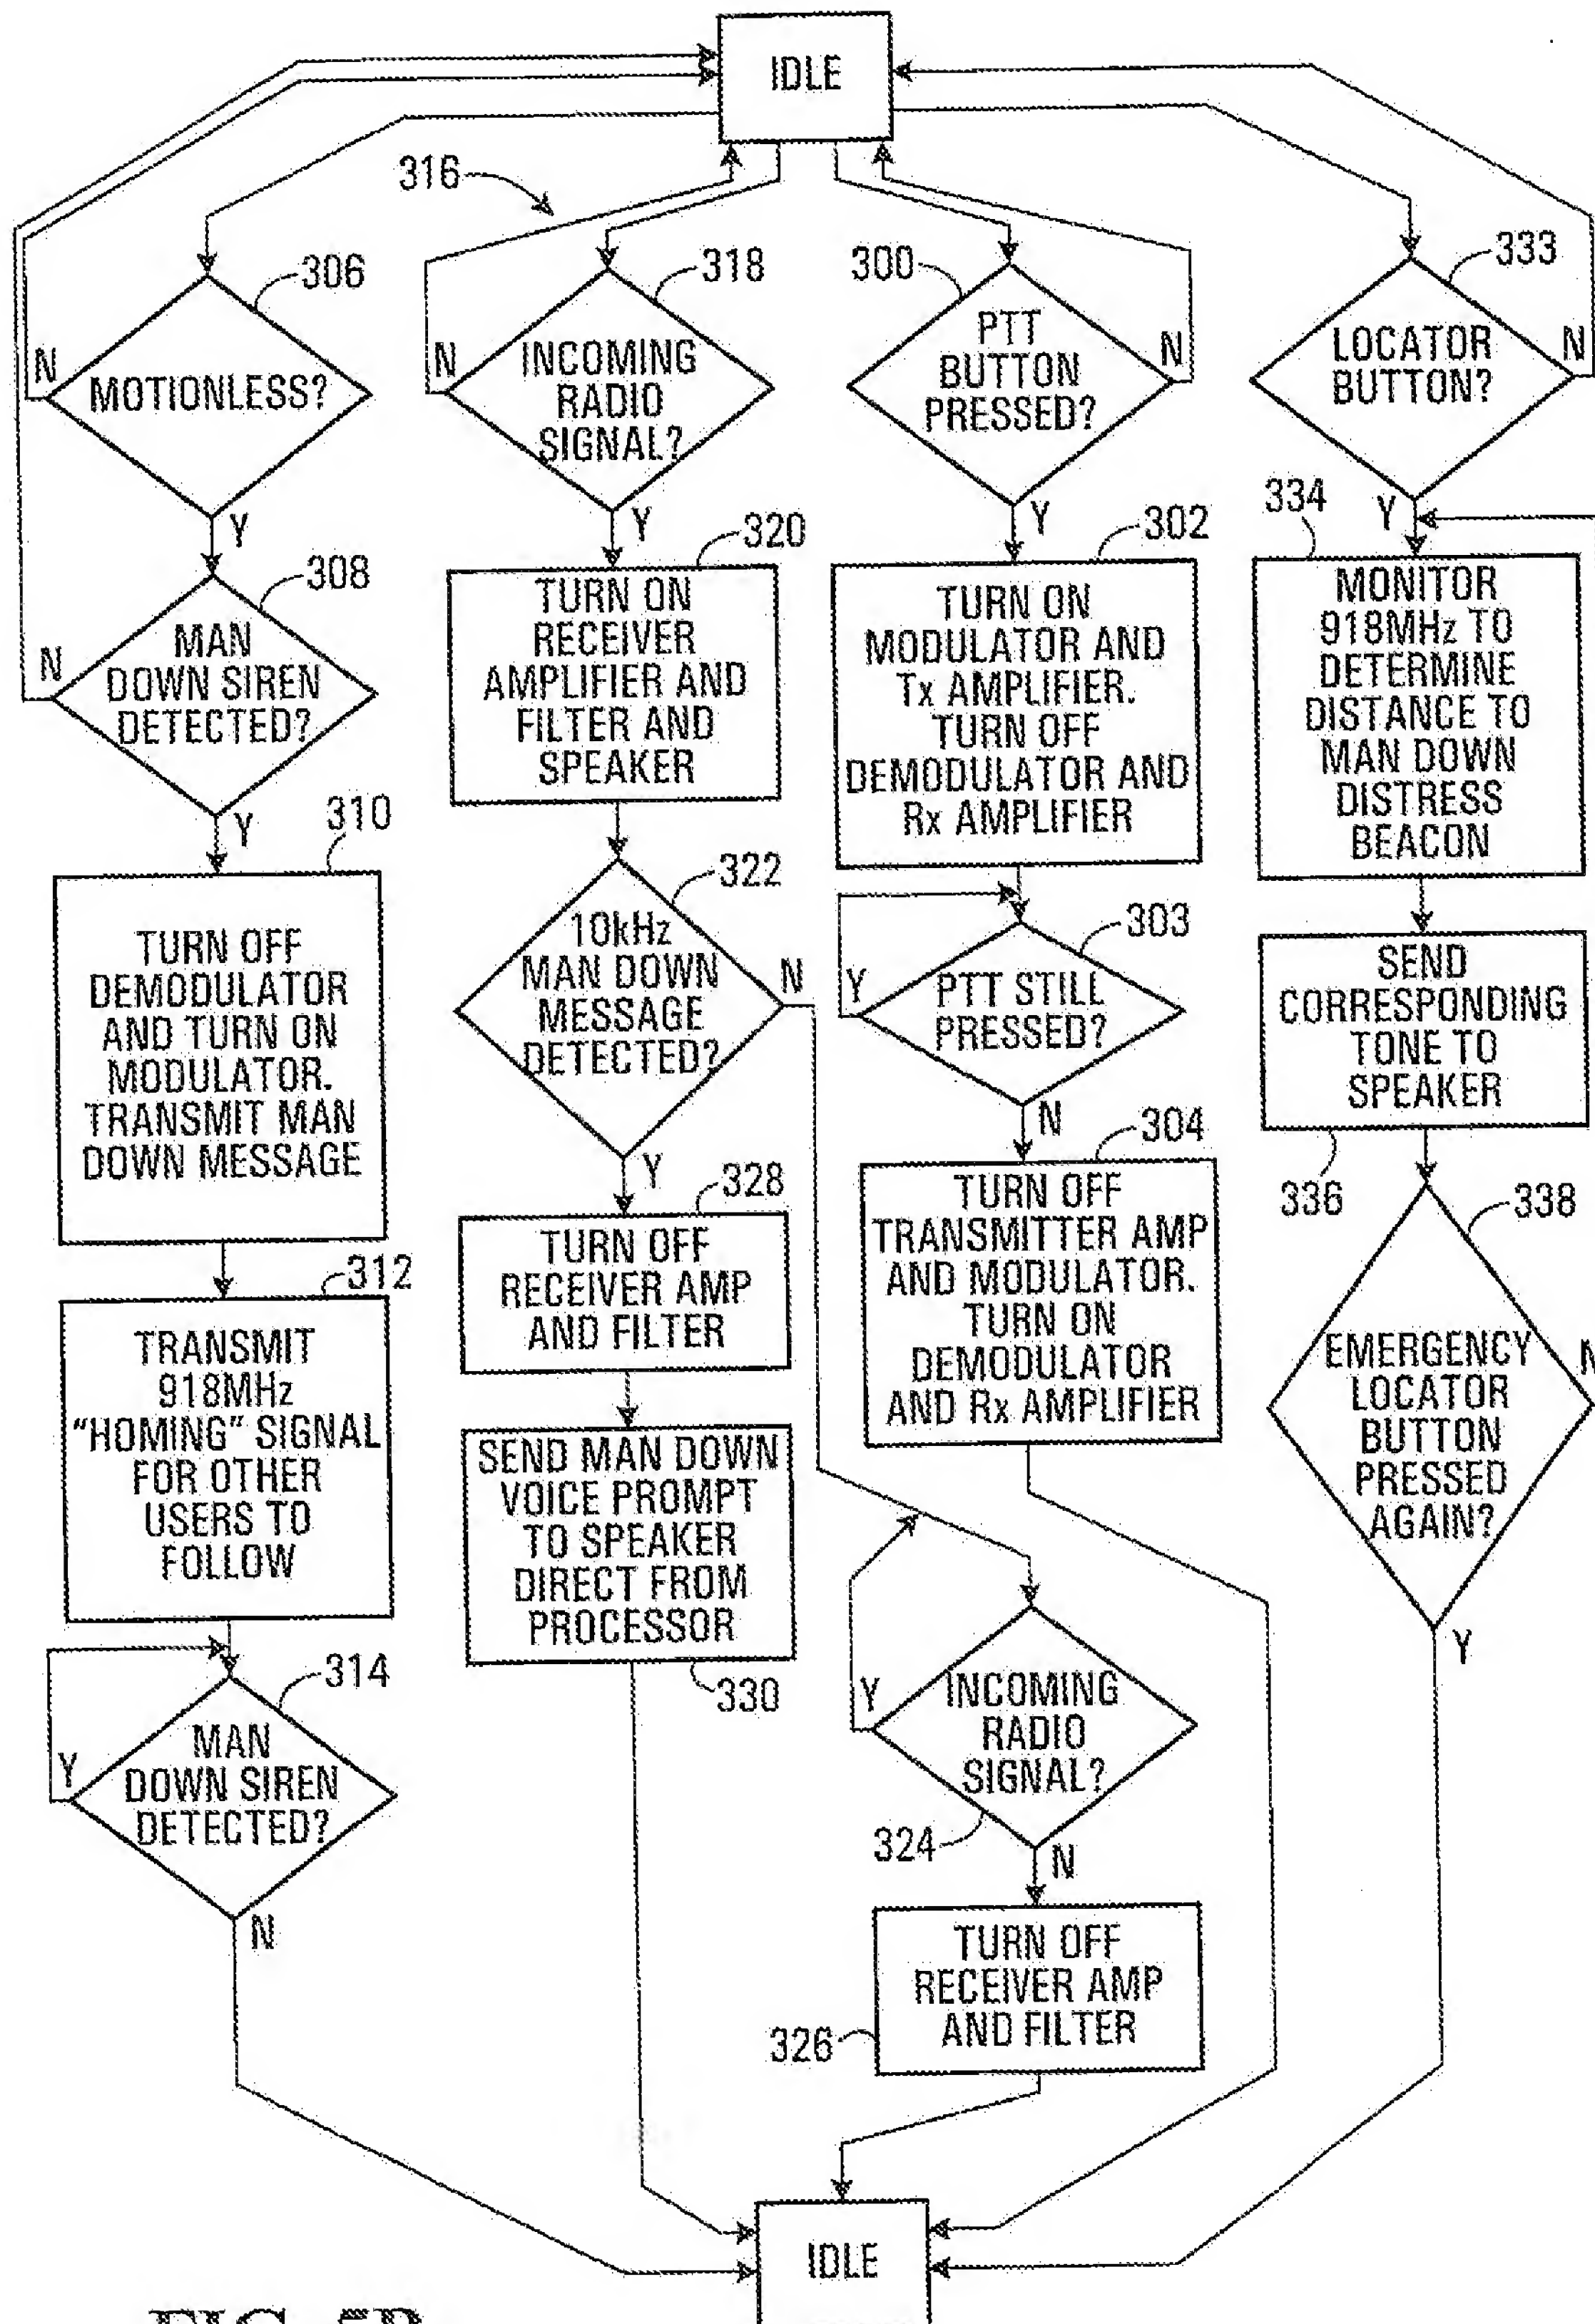 IDLE
316
306
N
MOTIONLESS?
Y
308
N
MAN
DOWN SIREN
DETECTED?
Y
310
TURN OFF
DEMODULATOR
AND TURN ON
MODULATOR.
TRANSMIT MAN
DOWN MESSAGE
312
TRANSMIT
918MHz
"HOMING" SIGNAL
FOR OTHER
USERS TO
FOLLOW
314
Y
MAN
DOWN SIREN
DETECTED?
N
318
N
INCOMING
RADIO
SIGNAL?
Y
320
TURN ON
RECEIVER
AMPLIFIER AND
FILTER AND
SPEAKER
322
10kHz
MAN DOWN
MESSAGE
DETECTED?
N
Y
328
TURN OFF
RECEIVER AMP
AND FILTER
SEND MAN DOWN
VOICE PROMPT
TO SPEAKER
DIRECT FROM
PROCESSOR
330
300
PTT
BUTTON
PRESSED?
N
Y
302
TURN ON
MODULATOR AND
Tx AMPLIFIER.
TURN OFF
DEMODULATOR AND
Rx AMPLIFIER
303
Y
PTT STILL
PRESSED?
N
304
TURN OFF
TRANSMITTER AMP
AND MODULATOR.
TURN ON
DEMODULATOR
AND Rx AMPLIFIER
Y
INCOMING
RADIO
SIGNAL?
324
N
TURN OFF
RECEIVER AMP
AND FILTER
326
333
LOCATOR
BUTTON?
N
334
Y
MONITOR
918MHz TO
DETERMINE
DISTANCE TO
MAN DOWN
DISTRESS
BEACON
SEND
CORRESPONDING
TONE TO
SPEAKER
336
338
EMERGENCY
LOCATOR
BUTTON
PRESSED
AGAIN?
N
Y
IDLE
FIG. 5B